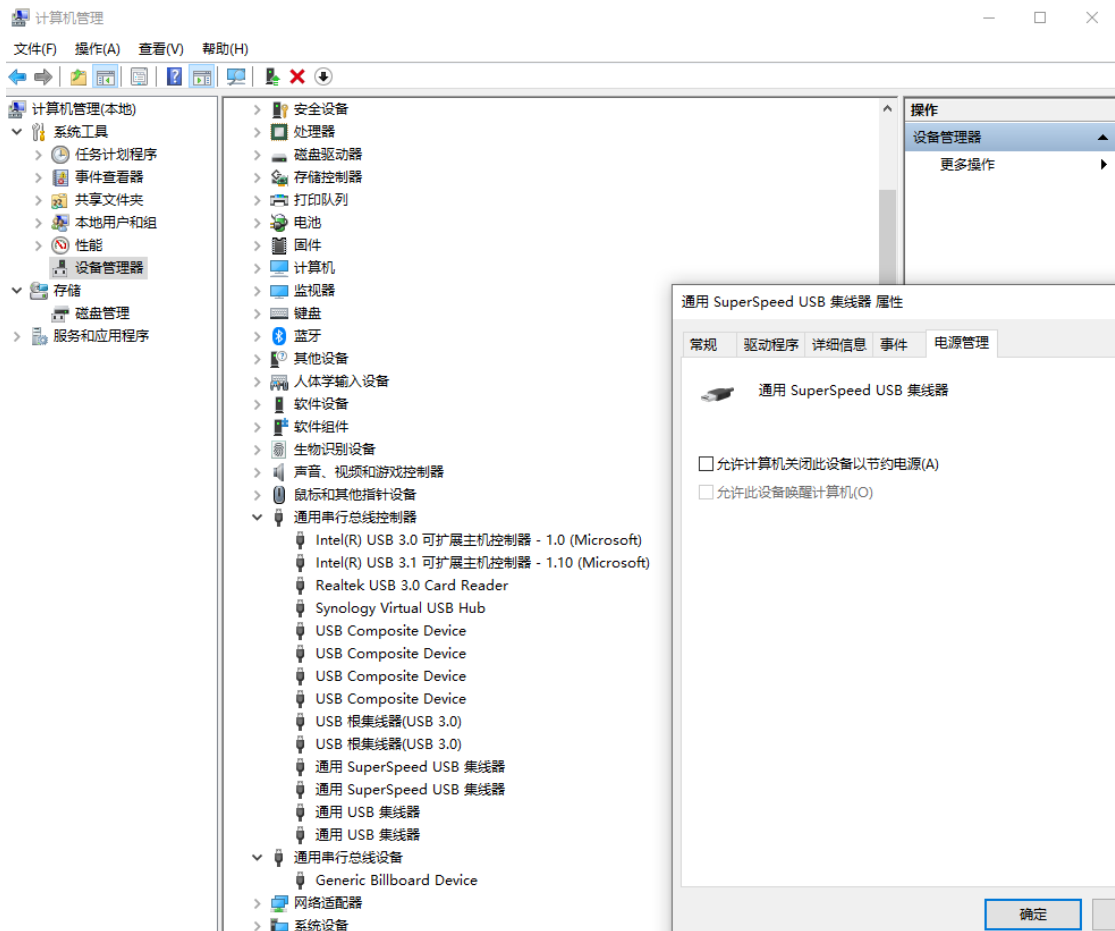 计算机管理
文件(F) 操作(A) 查看(V) 帮助(H)
计算机管理(本地)
系统工具
任务计划程序
事件查看器
共享文件夹
本地用户和组
性能
设备管理器
存储
磁盘管理
服务和应用程序
安全设备
处理器
磁盘驱动器
存储控制器
打印队列
电池
固件
计算机
监视器
键盘
蓝牙
其他设备
人体学输入设备
软件设备
软件组件
生物识别设备
声音、视频和游戏控制器
鼠标和其他指针设备
通用串行总线控制器
Intel(R) USB 3.0 可扩展主机控制器 - 1.0 (Microsoft)
Intel(R) USB 3.1 可扩展主机控制器 - 1.10 (Microsoft)
Realtek USB 3.0 Card Reader
Synology Virtual USB Hub
USB Composite Device
USB Composite Device
USB Composite Device
USB Composite Device
USB 根集线器(USB 3.0)
USB 根集线器(USB 3.0)
通用 SuperSpeed USB 集线器
通用 SuperSpeed USB 集线器
通用 USB 集线器
通用 USB 集线器
通用串行总线设备
Generic Billboard Device
网络适配器
系统设备
操作
设备管理器
更多操作
通用 SuperSpeed USB 集线器 属性
常规 驱动程序 详细信息 事件 电源管理
通用 SuperSpeed USB 集线器
允许计算机关闭此设备以节约电源(A)
允许此设备唤醒计算机(O)
确定